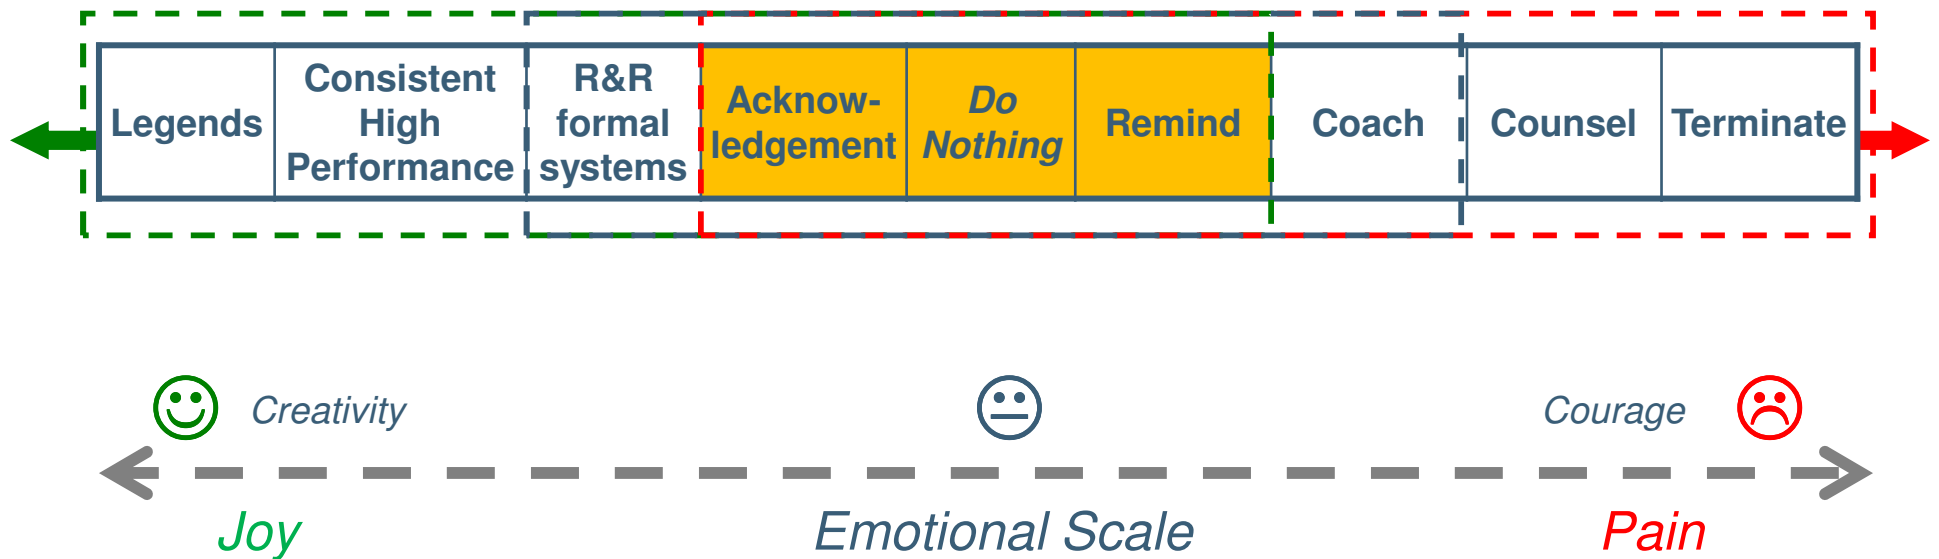 Legends
Consistent
High
Performance
R&R
formal
systems
Acknow-
ledgement
Do
Nothing
Remind
Coach
Counsel
Terminate
Creativity
Courage
Joy
Emotional Scale
Pain